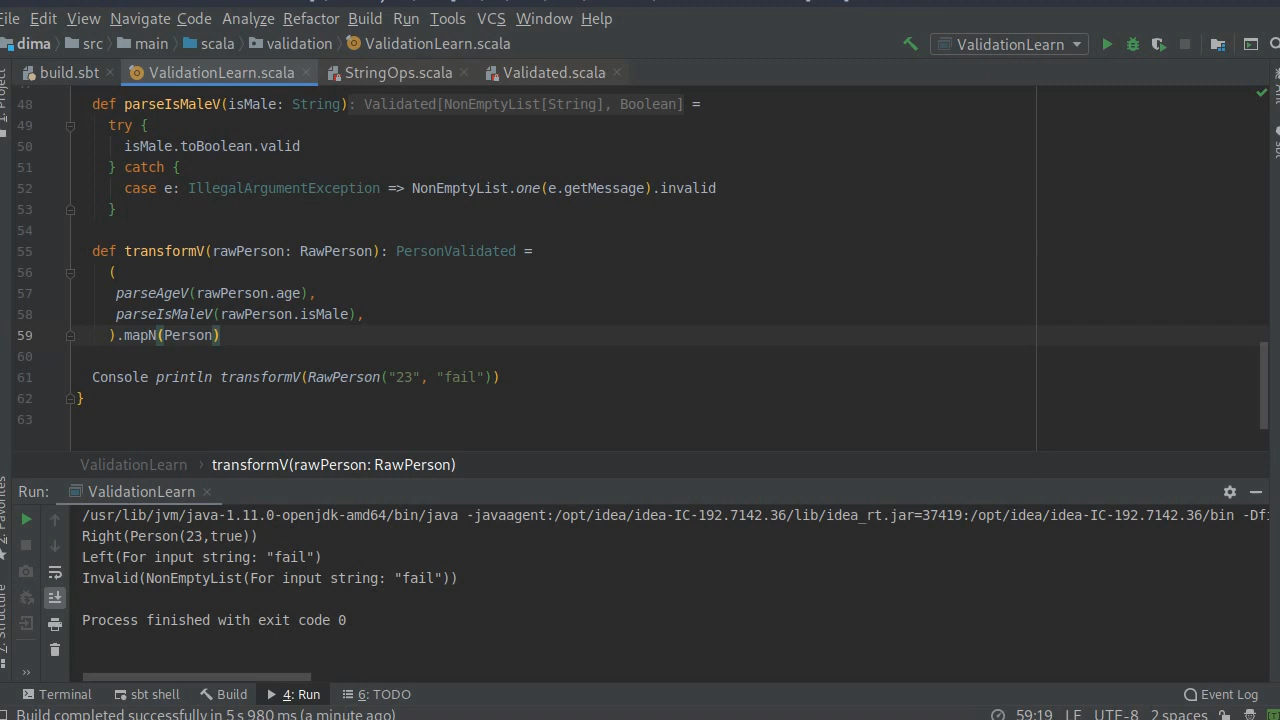 File Edit View Navigate Code Analyze Refactor Build Run Tools VCS Window Help
dima src main scala validation ValidationLearn.scala ValidationLearn
build.sbt ValidationLearn.scala StringOps.scala Validated.scala
1: Project
48 def parseIsMaleV(isMale: String): Validated[NonEmptyList[String], Boolean] =
49 try {
50 isMale.toBoolean.valid
51 } catch {
52 case e: IllegalArgumentException => NonEmptyList.one(e.getMessage).invalid
53 }
54
55 def transformV(rawPerson: RawPerson): PersonValidated =
56 (
57 parseAgeV(rawPerson.age),
58 parseIsMaleV(rawPerson.isMale),
59 ).mapN(Person)
60
61 Console println transformV(RawPerson("23", "fail"))
62 }
63
ValidationLearn › transformV(rawPerson: RawPerson)
Run: ValidationLearn
2: Favorites
7: Structure
/usr/lib/jvm/java-1.11.0-openjdk-amd64/bin/java -javaagent:/opt/idea/idea-IC-192.7142.36/lib/idea_rt.jar=37419:/opt/idea/idea-IC-192.7142.36/bin -Dfi
Right(Person(23,true))
Left(For input string: "fail")
Invalid(NonEmptyList(For input string: "fail"))
Process finished with exit code 0
»
Terminal sbt shell Build 4: Run 6: TODO Event Log
Build completed successfully in 5 s 980 ms (a minute ago) 59:19 LF UTF-8 2 spaces